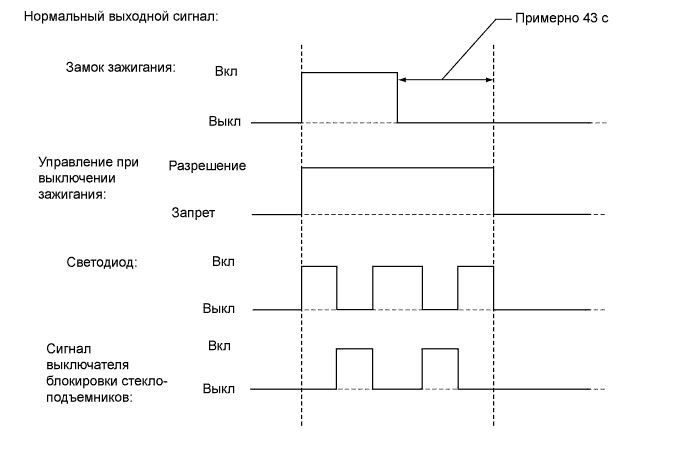 Нормальный выходной сигнал:
Примерно 43 с
Замок зажигания:
Вкл
Выкл
Управление при
выключении
зажигания:
Разрешение
Запрет
Светодиод:
Вкл
Выкл
Сигнал
выключателя
блокировки стекло-
подъемников:
Вкл
Выкл